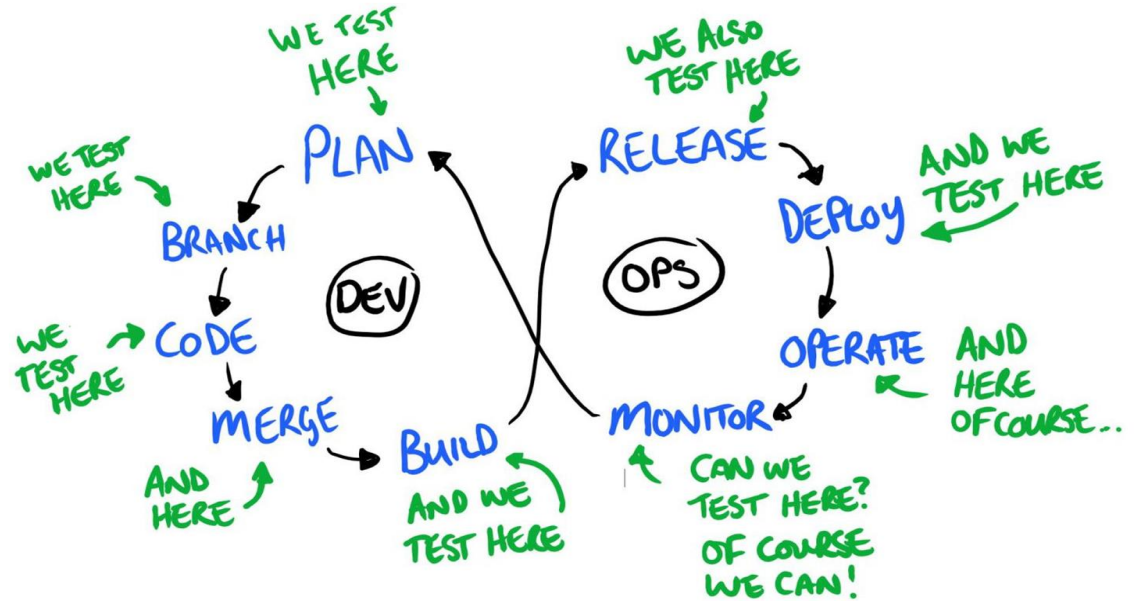 WE TEST
HERE
PLAN
WE TEST
HERE
BRANCH
WE
TEST
HERE
CODE
AND
HERE
MERGE
AND WE
TEST HERE
BUILD
DEV
WE ALSO
TEST HERE
RELEASE
AND WE
TEST HERE
DEPLOY
OPS
OPERATE
AND
HERE
OFCOURSE..
MONITOR
CAN WE
TEST HERE?
OF COURSE
WE CAN!